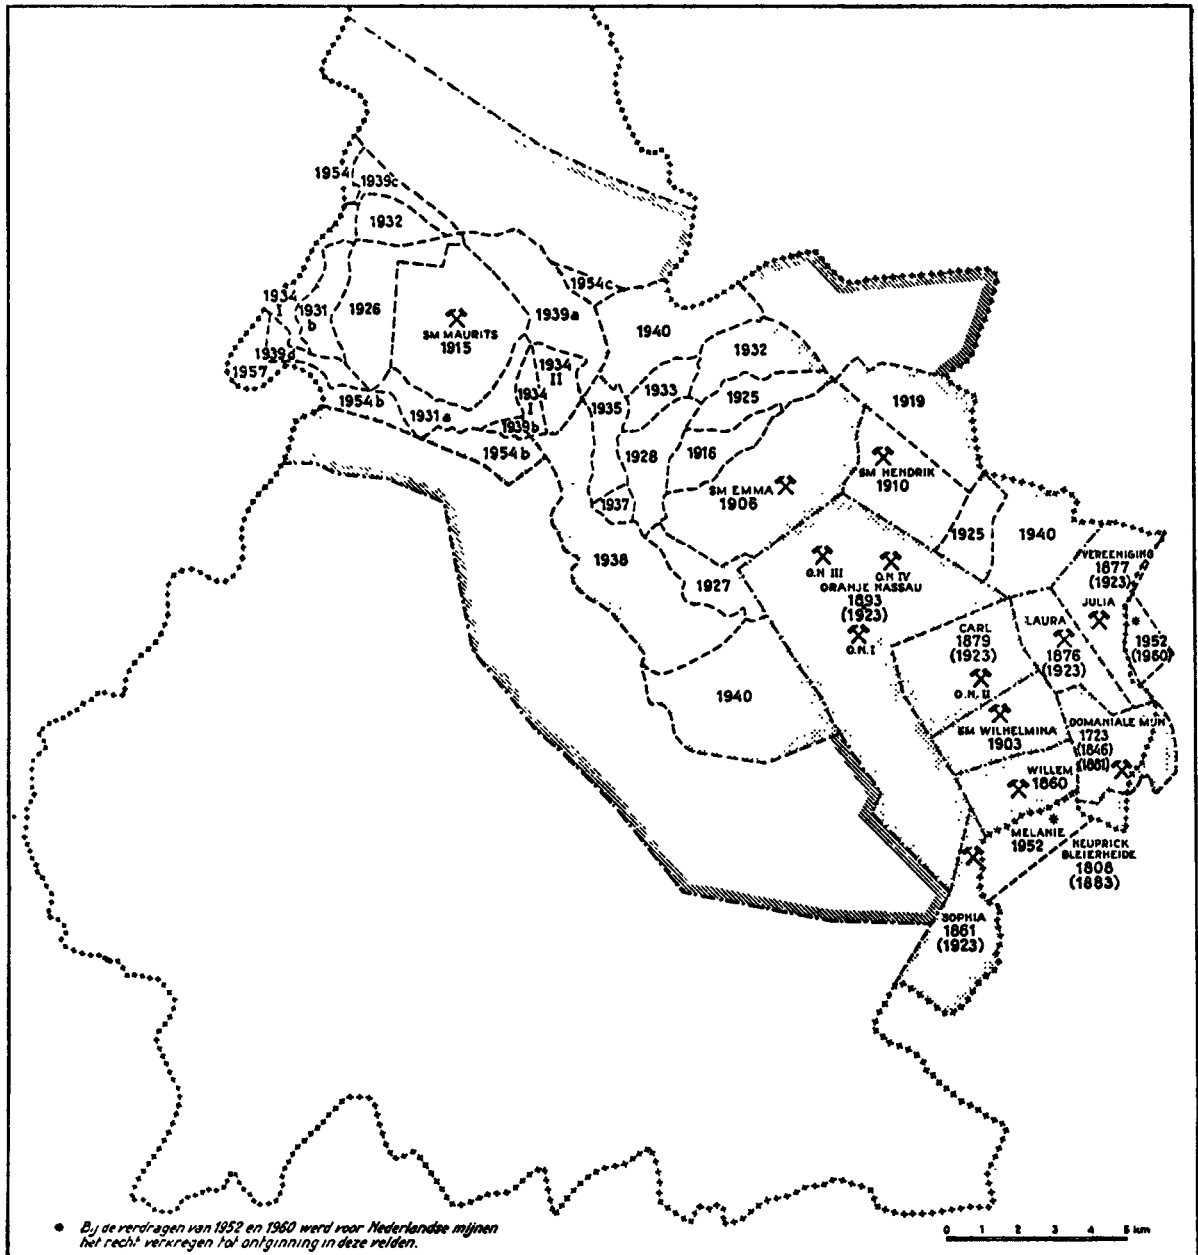 1954
1939c
1932
1954c
1934
I
1931
b
1926
SM MAURITS
1915
1939a
1940
1932
1939d
1957
1934
II
1934
I
1933
1925
1935
1919
1954b
1931a
1939b
1954b
1928
1916
SM EMMA
1906
SM HENDRIK
1910
1937
1925
1940
1938
1927
O.N III
O.N IV
ORANJE NASSAU
1893
(1923)
O.N. I
VEREENIGING
1877
(1923)
JULIA
LAURA
1876
(1923)
*
1952
(1960)
CARL
1879
(1923)
O.N. II
1940
SM WILHELMINA
1903
DOMANIALE MIJN
1723
(1846)
(1881)
WILLEM
1860
*
MELANIE
1952
NEUPRICK
BLEIERHEIDE
1808
(1883)
SOPHIA
1861
(1923)
* Bij de verdragen van 1952 en 1960 werd voor Nederlandse mijnen
het recht verkregen tot ontginning in deze velden.
0 1 2 3 4 5 km